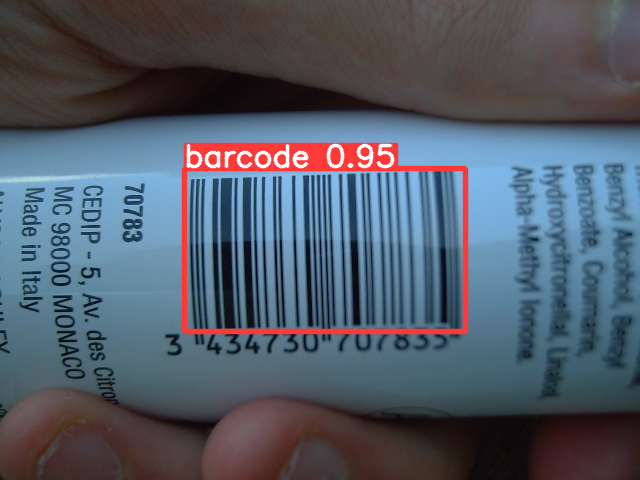 barcode 0.95
70783
CEDIP - 5, Av. des
MC 98000 MONACO
Made in Italy
3 "434730"707835"
Benzyl Alcohol, Benzyl
Benzoate, Coumarin,
Hydroxycitronellal, Linalool,
Alpha-Methyl Ionone.